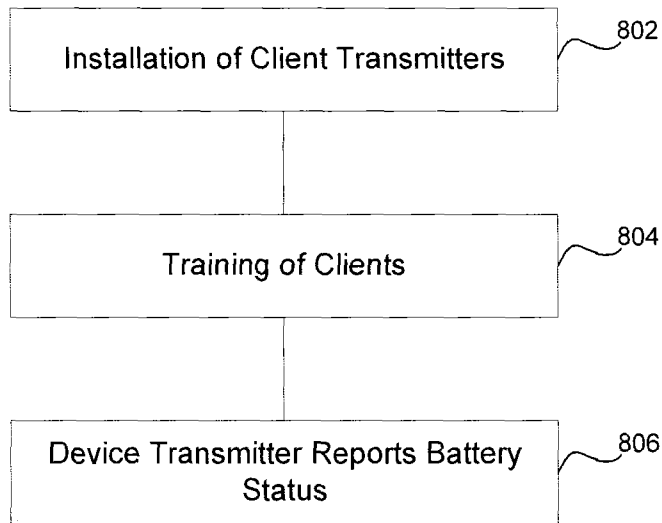 Installation of Client Transmitters
802
Training of Clients
804
Device Transmitter Reports Battery
Status
806